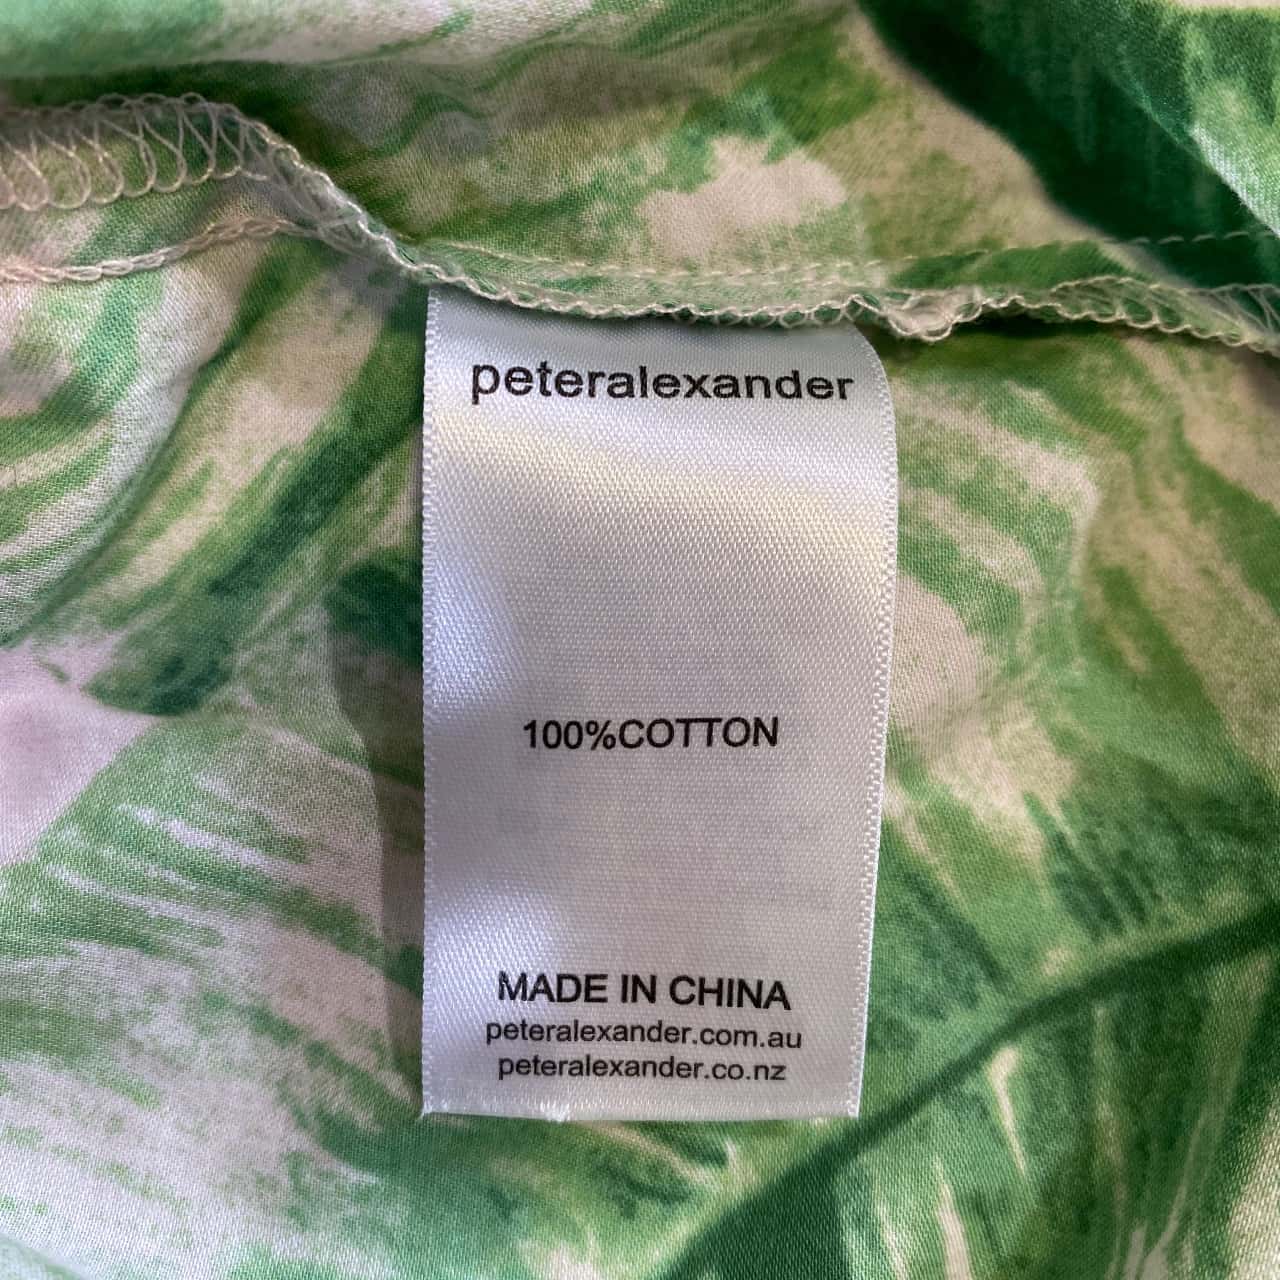 peteralexander
100%COTTON
MADE IN CHINA
peteralexander.com.au
peteralexander.co.nz